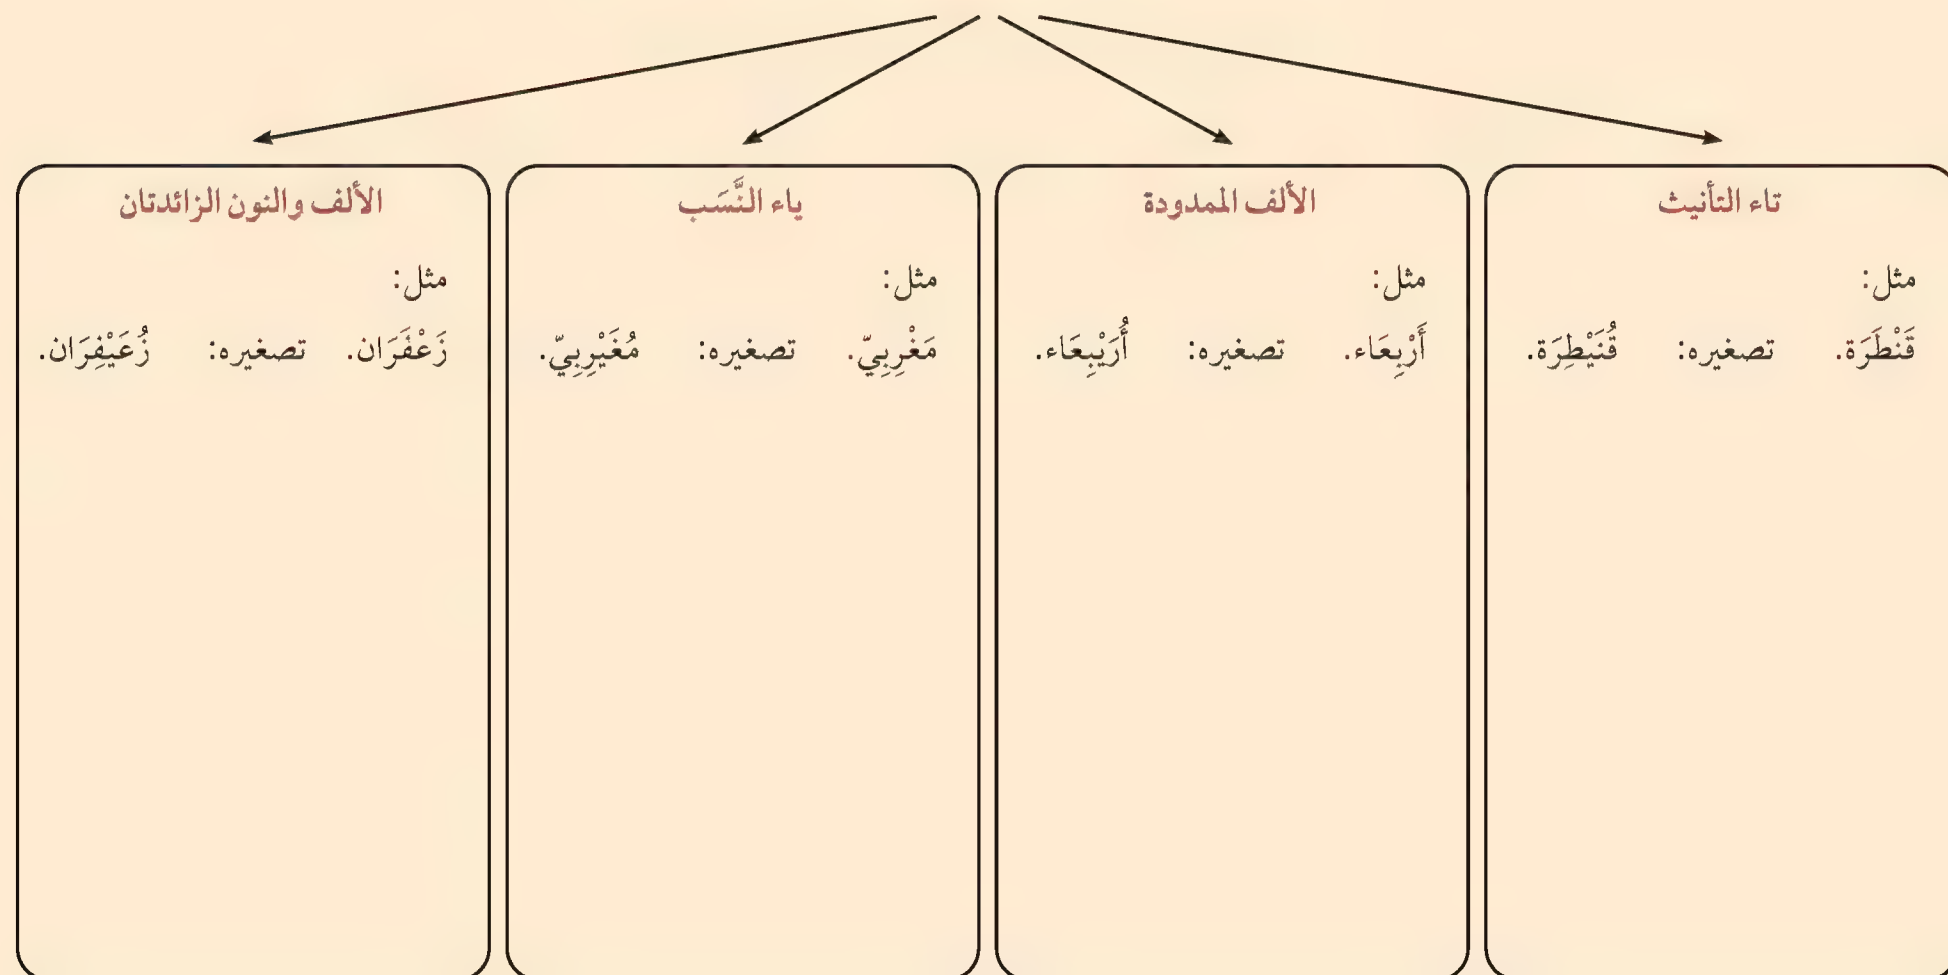 تاء التأنيث
مثل:
قَنْطَرَة. تصغيره: قُنَيْطِرَة.
الألف الممدودة
مثل:
أَرْبِعَاء. تصغيره: أُرَيْبِعَاء.
ياء النَّسَب
مثل:
مَغْرِبِيّ. تصغيره: مُغَيْرِبِيّ.
الألف والنون الزائدتان
مثل:
زَعْفَرَان. تصغيره: زُعَيْفِرَان.